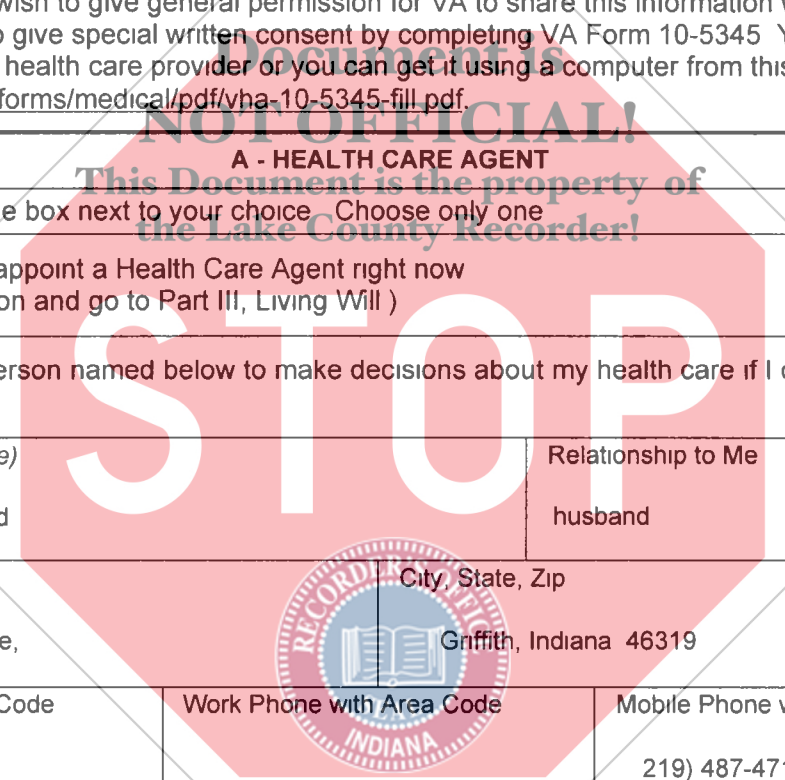 wish to give general permission for VA to share this information
o give special written consent by completing VA Form 10-5345
health care provider or you can get it using a computer from this
forms/medical/pdf/vha-10-5345-fill pdf.
Document is
NOT OFFICIAL!
This Document is the property of
the Lake County Recorder!
A - HEALTH CARE AGENT
e box next to your choice Choose only one
appoint a Health Care Agent right now
on and go to Part III, Living Will )
STOP
erson named below to make decisions about my health care if I
e)
Relationship to Me
d
husband
City, State, Zip
e,
Griffith, Indiana 46319
RECORDER'S OFFICE
INDIANA
Code
Work Phone with Area Code
Mobile Phone
219) 487-471